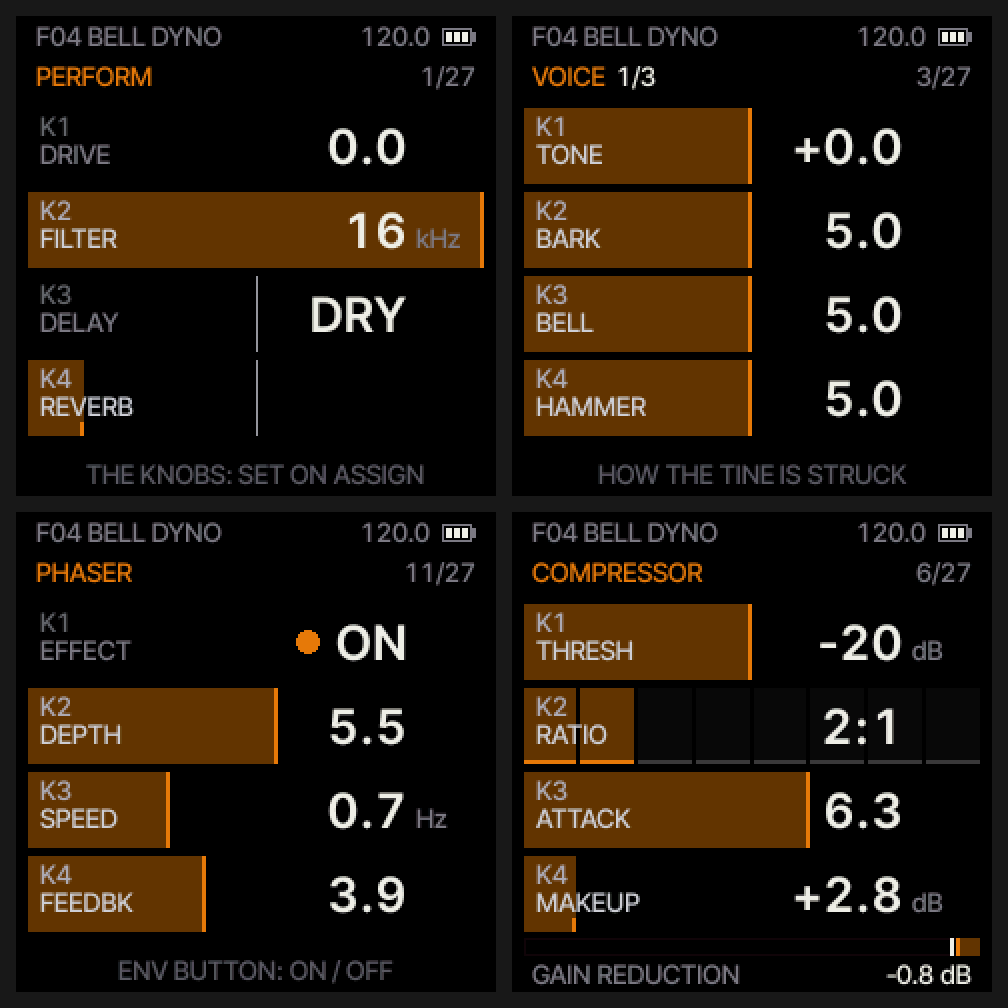 F04 BELL DYNO 120.0
PERFORM 1/27
K1
DRIVE 0.0
K2
FILTER 16 kHz
K3
DELAY DRY
K4
REVERB
THE KNOBS: SET ON ASSIGN
F04 BELL DYNO 120.0
VOICE 1/3 3/27
K1
TONE +0.0
K2
BARK 5.0
K3
BELL 5.0
K4
HAMMER 5.0
HOW THE TINE IS STRUCK
F04 BELL DYNO 120.0
PHASER 11/27
K1
EFFECT ON
K2
DEPTH 5.5
K3
SPEED 0.7 Hz
K4
FEEDBK 3.9
ENV BUTTON: ON / OFF
F04 BELL DYNO 120.0
COMPRESSOR 6/27
K1
THRESH -20 dB
K2
RATIO 2:1
K3
ATTACK 6.3
K4
MAKEUP +2.8 dB
GAIN REDUCTION -0.8 dB